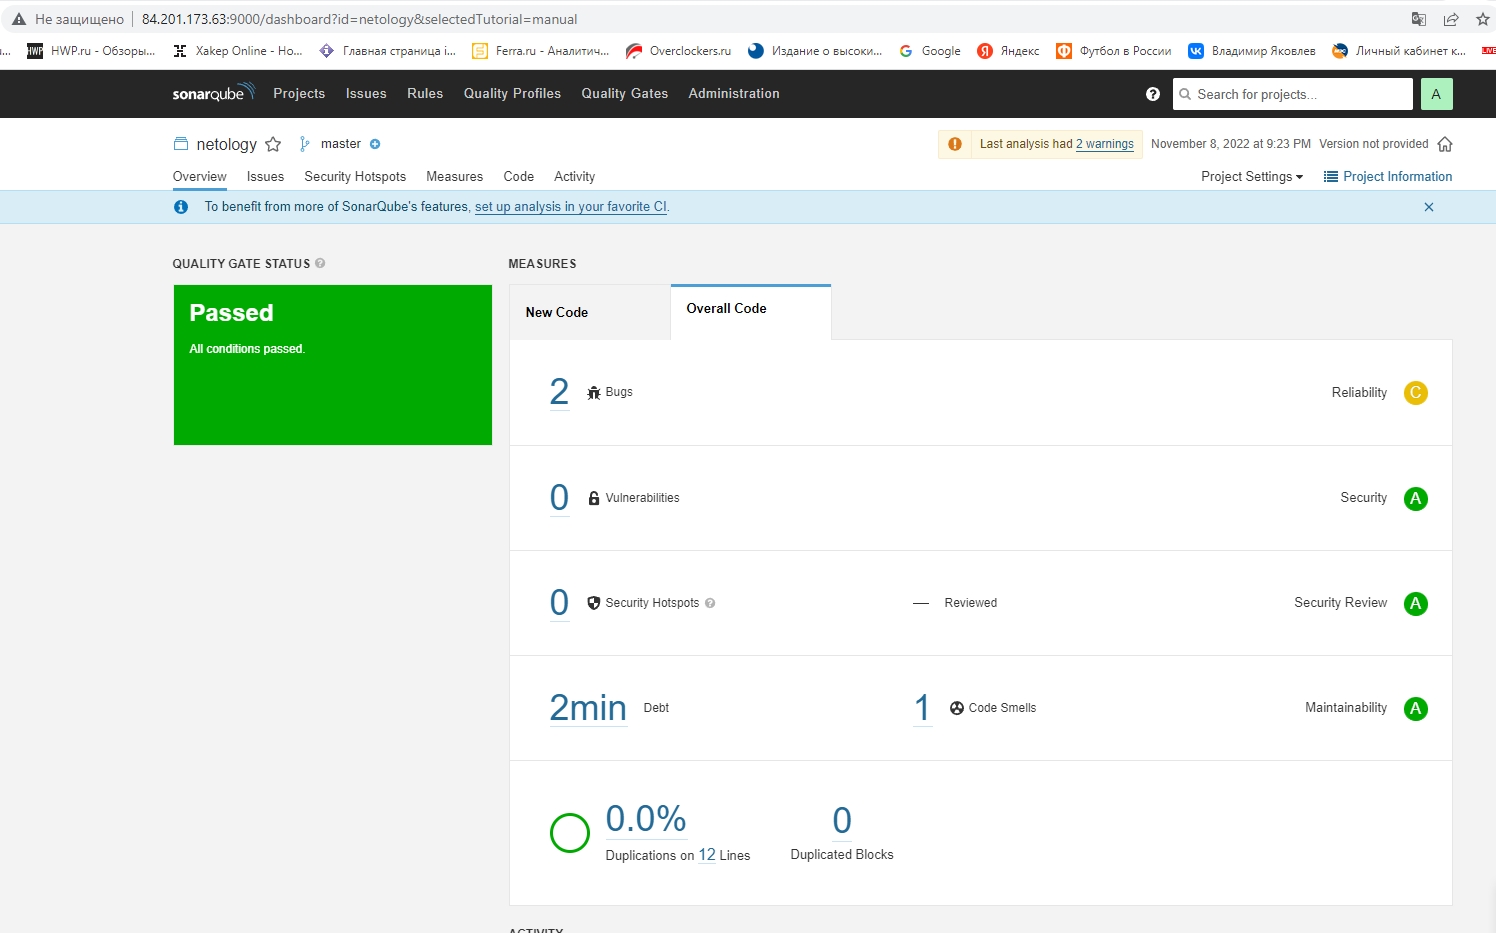 Не защищено 84.201.173.63:9000/dashboard?id=netology&selectedTutorial=manual
HWP HWP.ru - Обзоры... Хакер Online - Но... Главная страница i... Ferra.ru - Аналитич... Overclockers.ru Издание о высоки... Google Яндекс Футбол в России Владимир Яковлев Личный кабинет к... LIVE
sonarqube Projects Issues Rules Quality Profiles Quality Gates Administration Search for projects... A
netology master Last analysis had 2 warnings November 8, 2022 at 9:23 PM Version not provided
Overview Issues Security Hotspots Measures Code Activity Project Settings Project Information
To benefit from more of SonarQube's features, set up analysis in your favorite CI.
QUALITY GATE STATUS
Passed
All conditions passed.
MEASURES
New Code Overall Code
2 Bugs Reliability C
0 Vulnerabilities Security A
0 Security Hotspots — Reviewed Security Review A
2min Debt 1 Code Smells Maintainability A
0.0% 0
Duplications on 12 Lines Duplicated Blocks
ACTIVITY